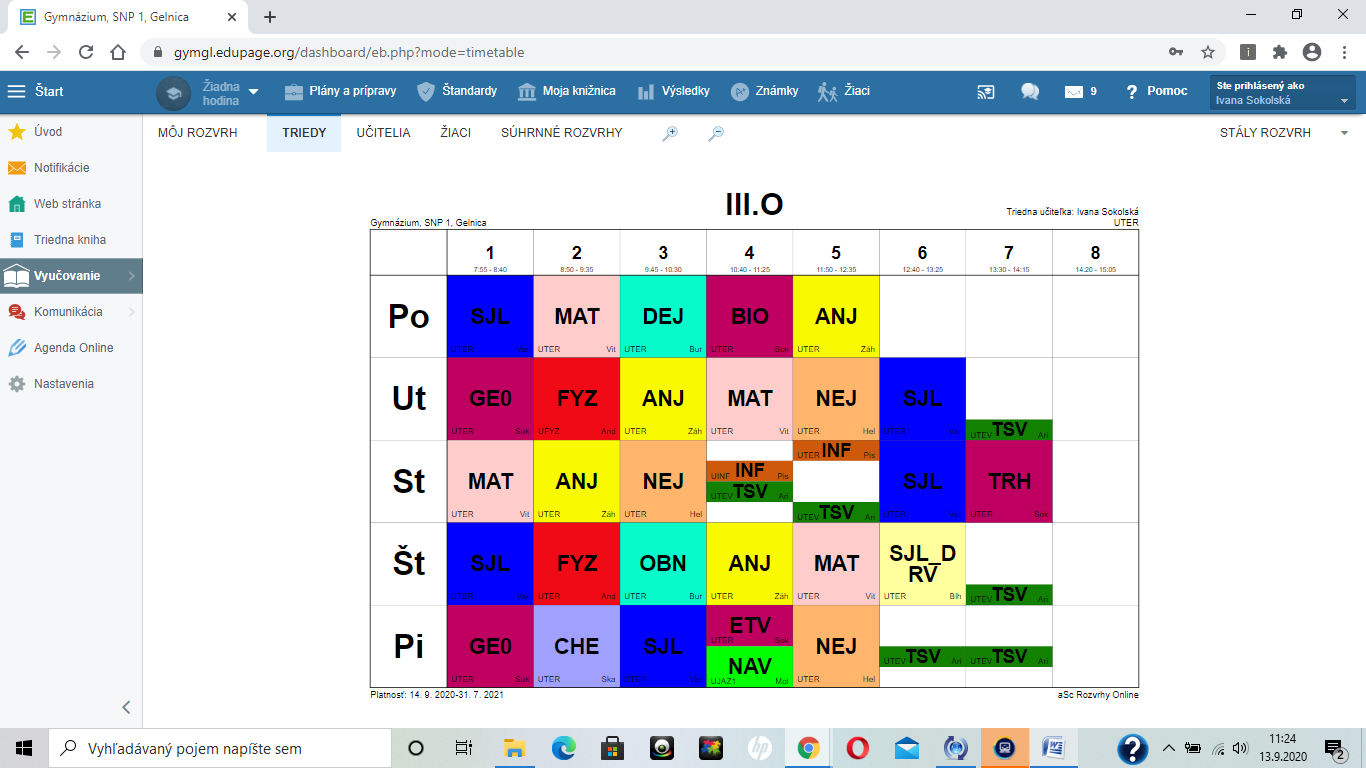 Gymnázium, SNP 1, Gelnica
gymgl.edupage.org/dashboard/eb.php?mode=timetable
Štart
Žiadna
hodina
Plány a prípravy
Štandardy
Moja knižnica
Výsledky
Známky
Žiaci
9
? Pomoc
Ste prihlásený ako
Ivana Sokolská
Úvod
Notifikácie
Web stránka
Triedna kniha
Vyučovanie
Komunikácia
Agenda Online
Nastavenia
MÔJ ROZVRH
TRIEDY
UČITELIA
ŽIACI
SÚHRNNÉ ROZVRHY
STÁLY ROZVRH
III.O
Gymnázium, SNP 1, Gelnica
Triedna učiteľka: Ivana Sokolská
UTER
1 2 3 4 5 6 7 8
7:55 - 8:40 8:50 - 9:35 9:45 - 10:30 10:40 - 11:25 11:50 - 12:35 12:40 - 13:25 13:30 - 14:15 14:20 - 15:05
Po SJL MAT DEJ BIO ANJ
UTER UTER Vit UTER Bur UTER Sok UTER Záh
Ut GE0 FYZ ANJ MAT NEJ SJL TSV
UTER Sok UFYZ And UTER Záh UTER Vit UTER Hel UTER UTEV Ari
St MAT ANJ NEJ INF TSV INF TSV SJL TRH
UTER Vit UTER Záh UTER Hel UINF Pis UTEV Ari UTER Pis UTEV Ari UTER UTER Sok
Št SJL FYZ OBN ANJ MAT SJL_D
RV TSV
UTER UTER And UTER Bur UTER Záh UTER Vit UTER Blh UTEV Ari
Pi GE0 CHE SJL ETV NAV NEJ TSV TSV
UTER Sok UTER Ska UTER UTER Sok UJAZ1 Mol UTER Hel UTEV Ari UTEV Ari
Platnosť: 14. 9. 2020-31. 7. 2021
aSc Rozvrhy Online
Vyhľadávaný pojem napíšte sem
11:24
13.9.2020
2